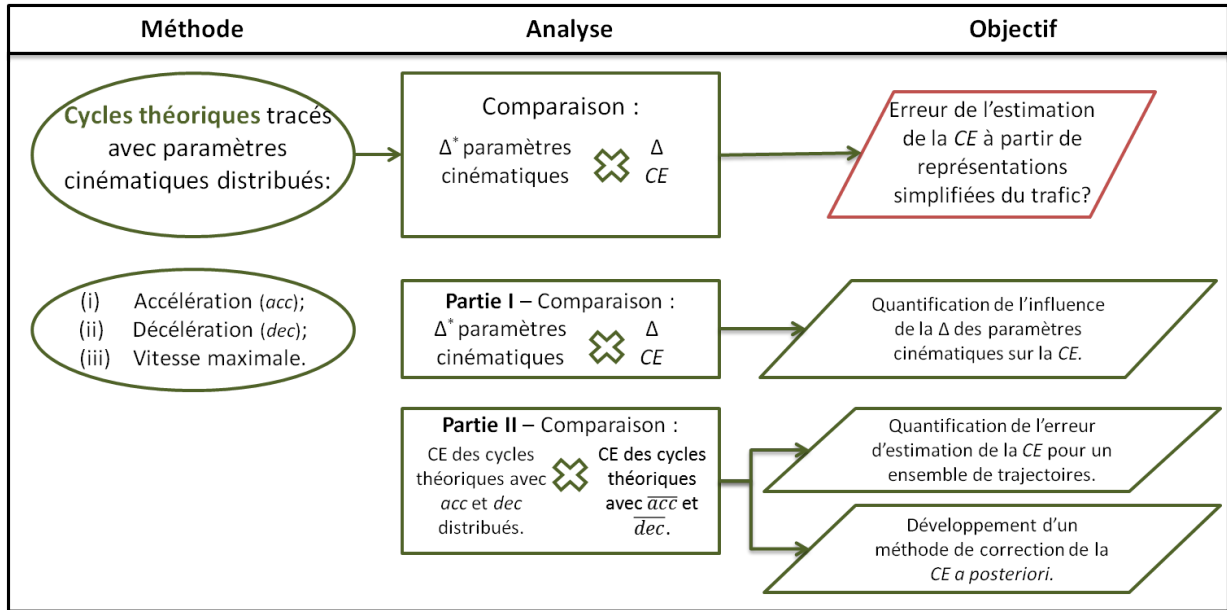 Méthode
Analyse
Objectif
Cycles théoriques tracés
avec paramètres
cinématiques distribués:
Comparaison :
Δ* paramètres
cinématiques
Δ
CE
Erreur de l’estimation
de la CE à partir de
représentations
simplifiées du trafic?
(i) Accélération (acc);
(ii) Décélération (dec);
(iii) Vitesse maximale.
Partie I – Comparaison :
Δ* paramètres
cinématiques
Δ
CE
Quantification de l’influence
de la Δ des paramètres
cinématiques sur la CE.
Partie II – Comparaison :
CE des cycles
théoriques avec
acc et dec
distribués.
CE des cycles
théoriques
avec a̅c̅c̅ et
d̅e̅c̅.
Quantification de l’erreur
d’estimation de la CE pour un
ensemble de trajectoires.
Développement d’un
méthode de correction de la
CE a posteriori.